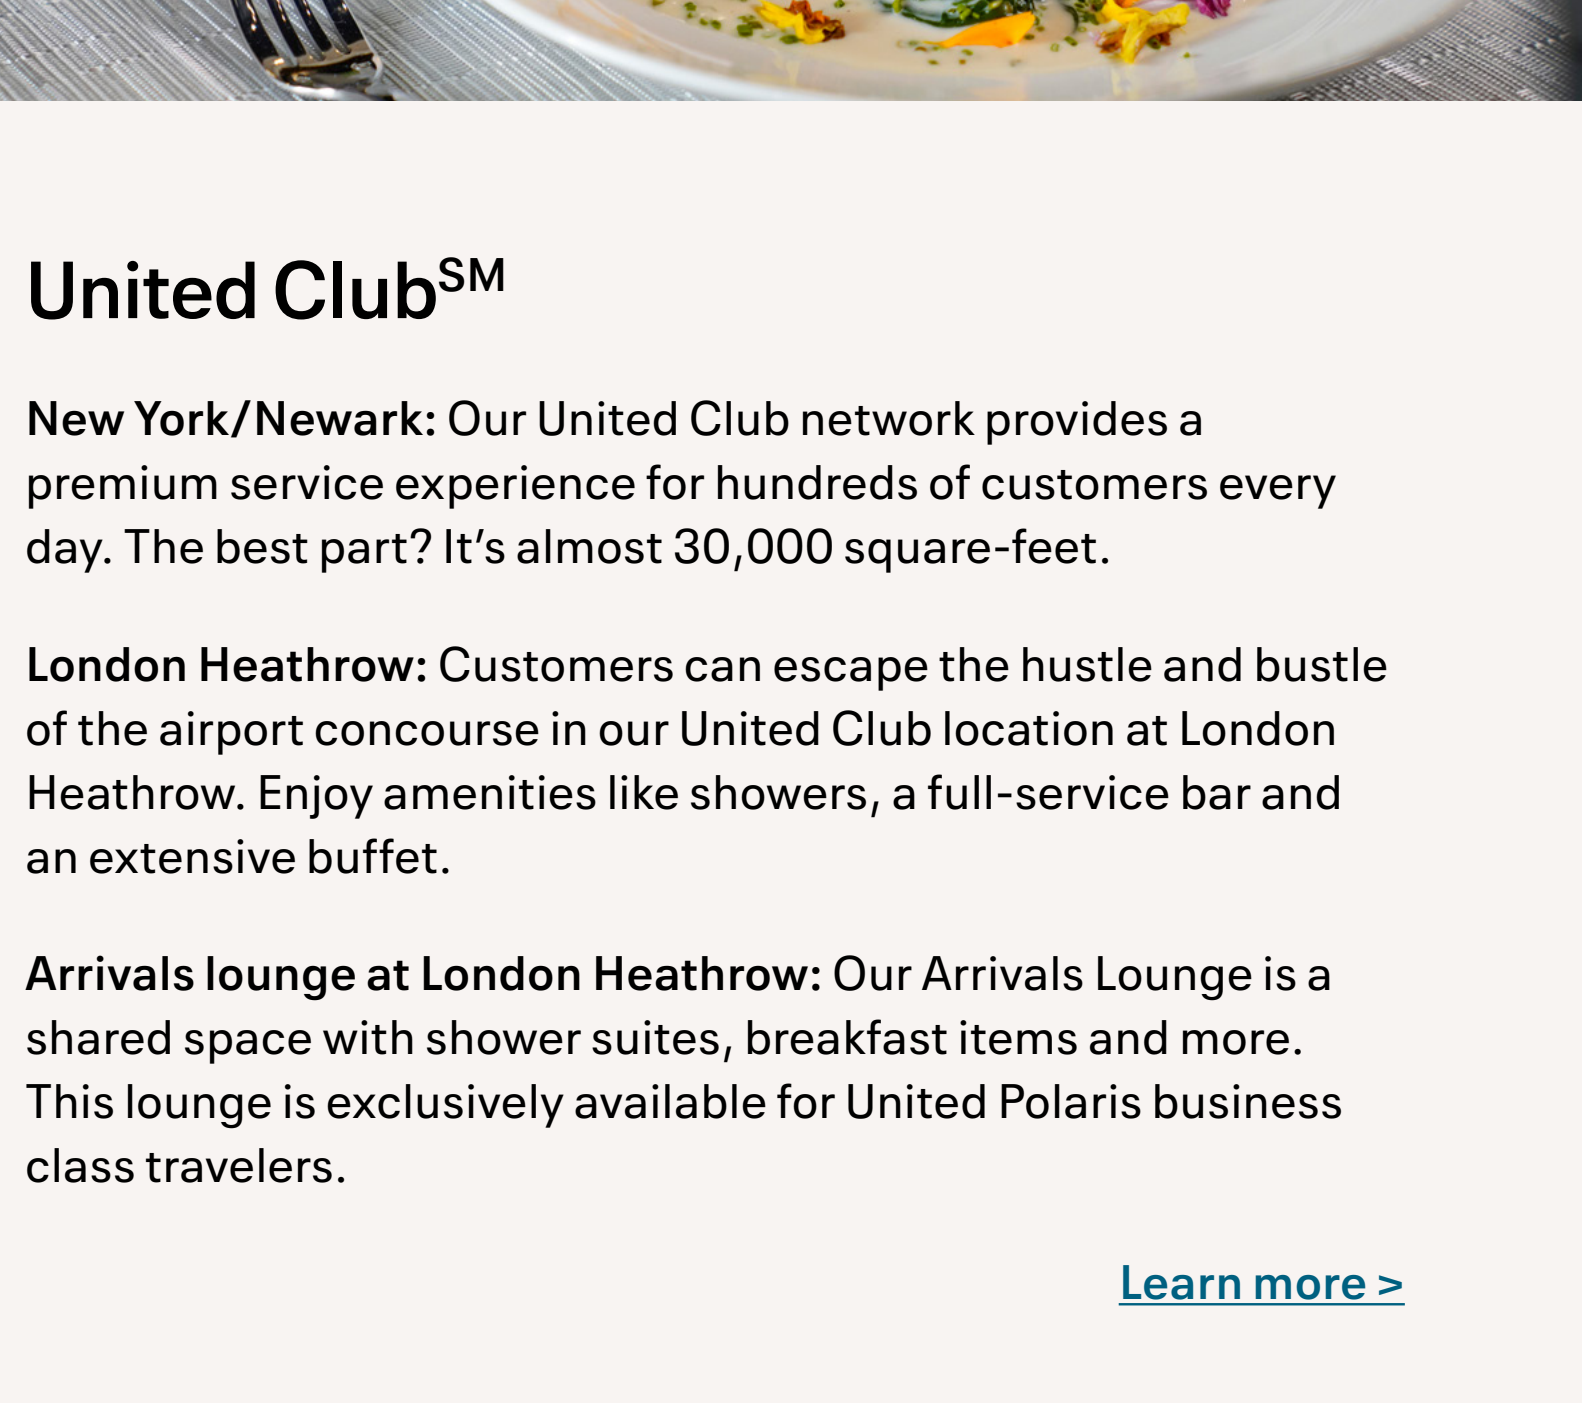 United Club℠
New York/Newark: Our United Club network provides a
premium service experience for hundreds of customers every
day. The best part? It’s almost 30,000 square-feet.
London Heathrow: Customers can escape the hustle and bustle
of the airport concourse in our United Club location at London
Heathrow. Enjoy amenities like showers, a full-service bar and
an extensive buffet.
Arrivals lounge at London Heathrow: Our Arrivals Lounge is a
shared space with shower suites, breakfast items and more.
This lounge is exclusively available for United Polaris business
class travelers.
Learn more >